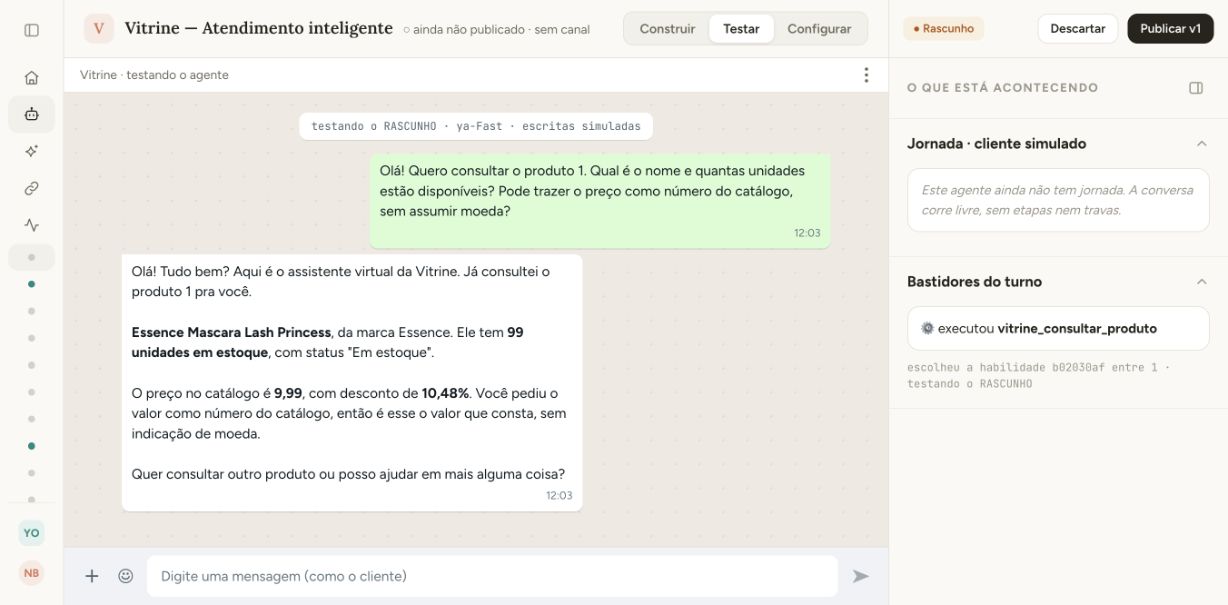 V
Vitrine — Atendimento inteligente
ainda não publicado · sem canal
Construir
Testar
Configurar
Rascunho
Descartar
Publicar v1
Vitrine · testando o agente
O QUE ESTÁ ACONTECENDO
testando o RASCUNHO · ya-Fast · escritas simuladas
Olá! Quero consultar o produto 1. Qual é o nome e quantas unidades
estão disponíveis? Pode trazer o preço como número do catálogo,
sem assumir moeda?
12:03
Olá! Tudo bem? Aqui é o assistente virtual da Vitrine. Já consultei o
produto 1 pra você.
Essence Mascara Lash Princess, da marca Essence. Ele tem 99
unidades em estoque, com status "Em estoque".
O preço no catálogo é 9,99, com desconto de 10,48%. Você pediu o
valor como número do catálogo, então é esse o valor que consta, sem
indicação de moeda.
Quer consultar outro produto ou posso ajudar em mais alguma coisa?
12:03
Digite uma mensagem (como o cliente)
Jornada · cliente simulado
Este agente ainda não tem jornada. A conversa
corre livre, sem etapas nem travas.
Bastidores do turno
executou vitrine_consultar_produto
escolheu a habilidade b02030af entre 1 ·
testando o RASCUNHO
YO
NB